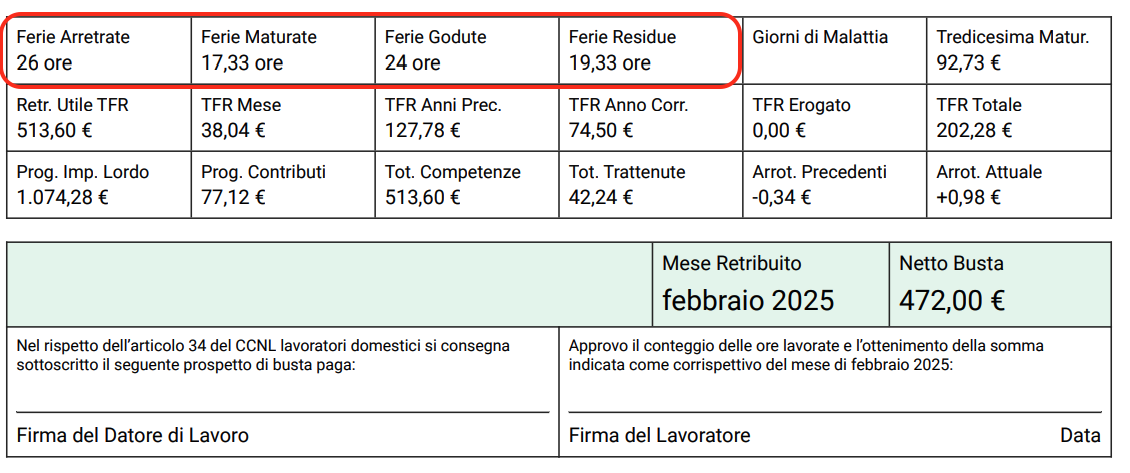 Ferie Arretrate
26 ore
Ferie Maturate
17,33 ore
Ferie Godute
24 ore
Ferie Residue
19,33 ore
Giorni di Malattia
Tredicesima Matur.
92,73 €
Retr. Utile TFR
513,60 €
TFR Mese
38,04 €
TFR Anni Prec.
127,78 €
TFR Anno Corr.
74,50 €
TFR Erogato
0,00 €
TFR Totale
202,28 €
Prog. Imp. Lordo
1.074,28 €
Prog. Contributi
77,12 €
Tot. Competenze
513,60 €
Tot. Trattenute
42,24 €
Arrot. Precedenti
-0,34 €
Arrot. Attuale
+0,98 €
Mese Retribuito
febbraio 2025
Netto Busta
472,00 €
Nel rispetto dell’articolo 34 del CCNL lavoratori domestici si consegna
sottoscritto il seguente prospetto di busta paga:
Firma del Datore di Lavoro
Approvo il conteggio delle ore lavorate e l’ottenimento della somma
indicata come corrispettivo del mese di febbraio 2025:
Firma del Lavoratore
Data